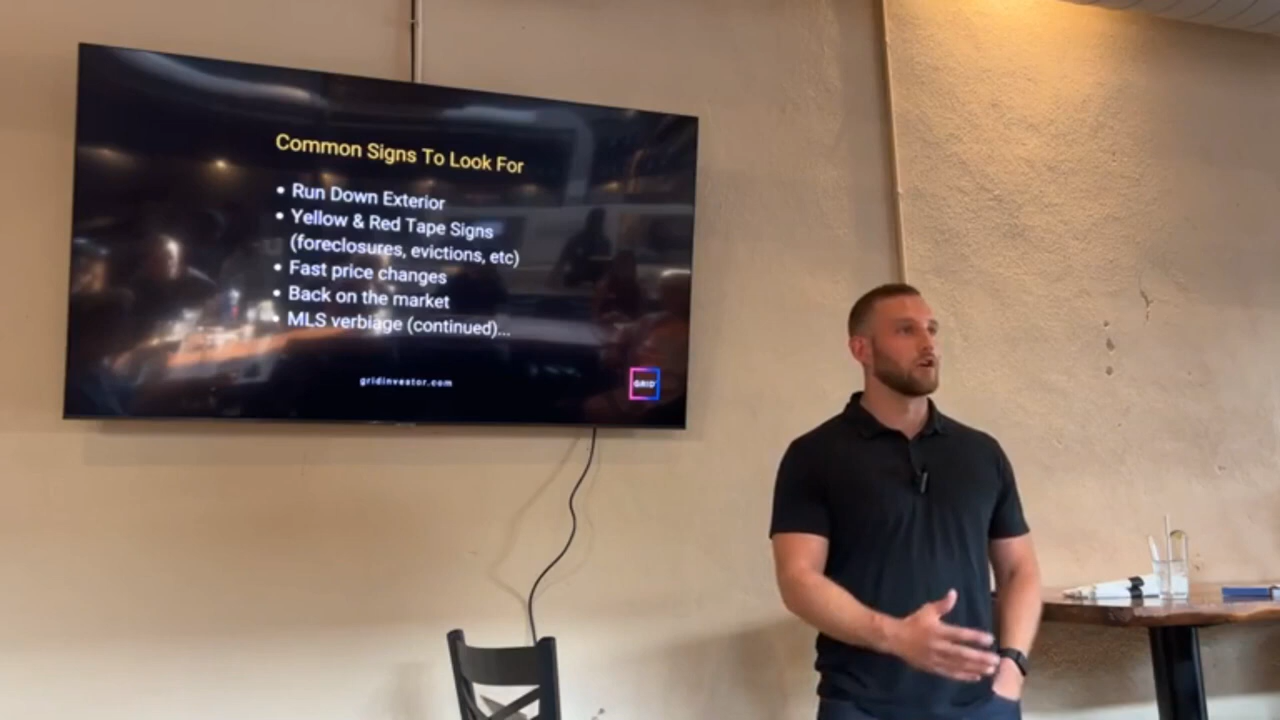 Common Signs To Look For
• Run Down Exterior
• Yellow & Red Tape Signs
(foreclosures, evictions, etc)
• Fast price changes
• Back on the market
• MLS verbiage (continued)...
gridinvestor.com
GRID